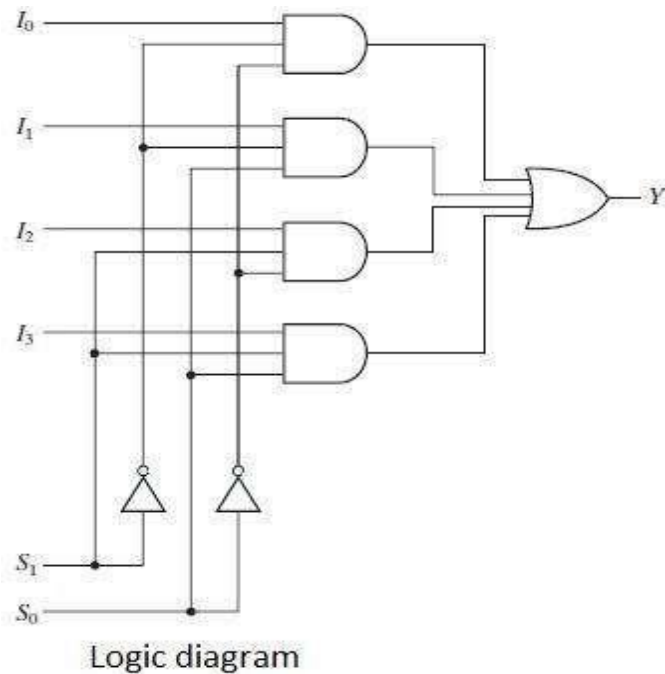 I₀
I₁
Y
I₂
I₃
S₁
S₀
Logic diagram